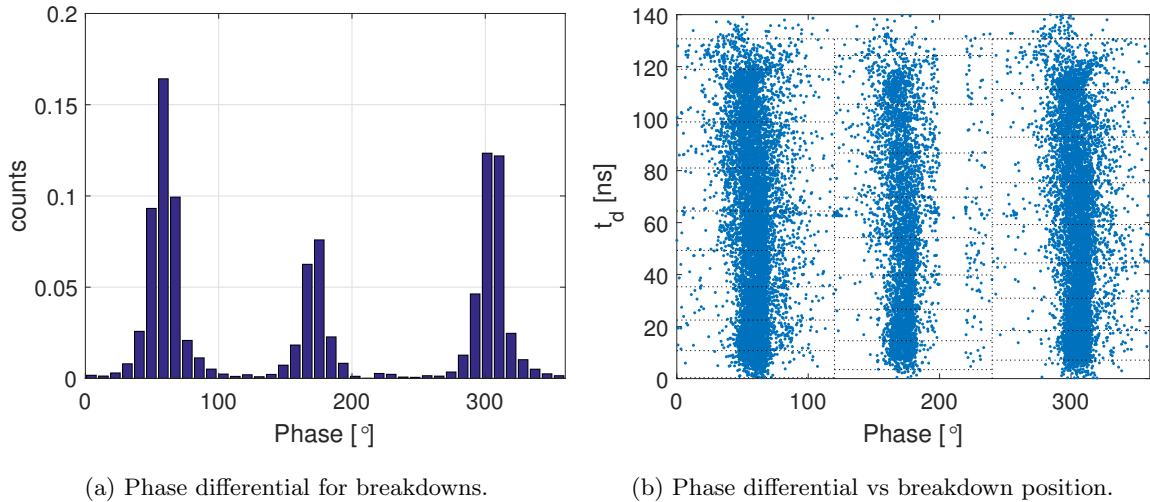 0.2
0.15
0.1
0.05
0
counts
0 100 200 300
Phase [°]
140
120
100
80
60
40
20
0
t_d [ns]
0 100 200 300
Phase [°]
(a) Phase differential for breakdowns.
(b) Phase differential vs breakdown position.